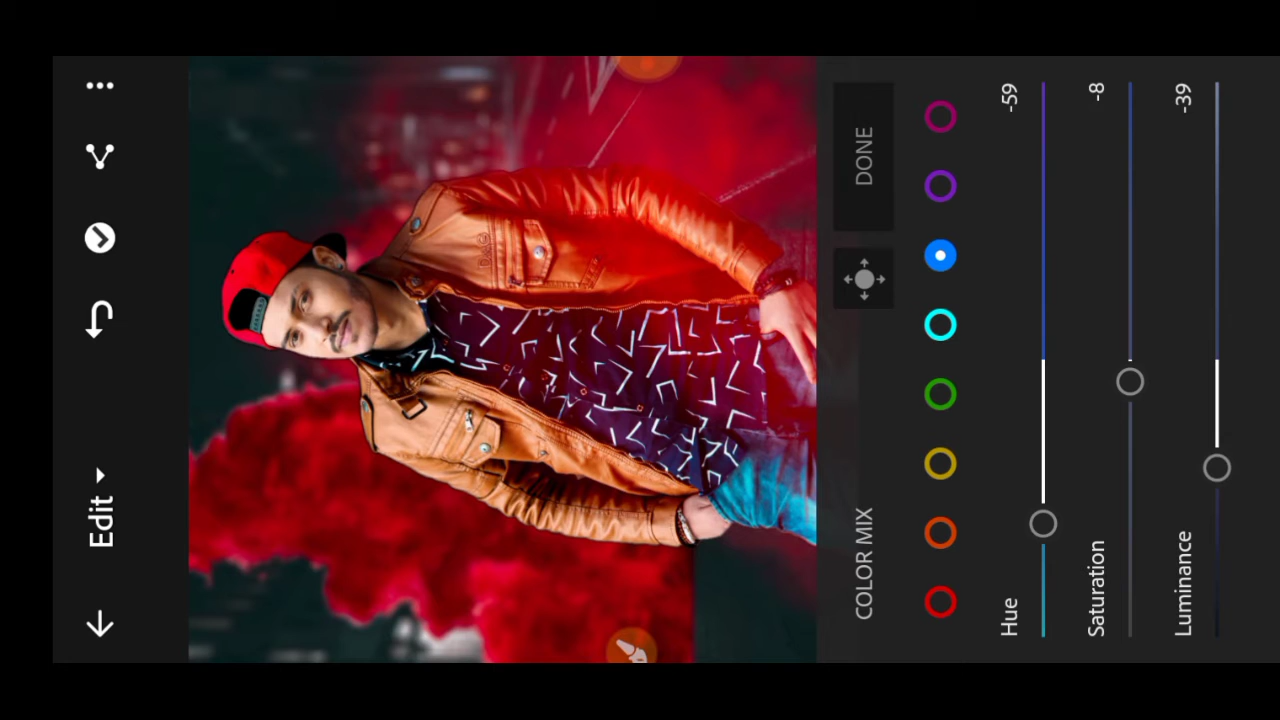 Edit
COLOR MIX
DONE
Hue
-59
Saturation
-8
Luminance
-39
D&G